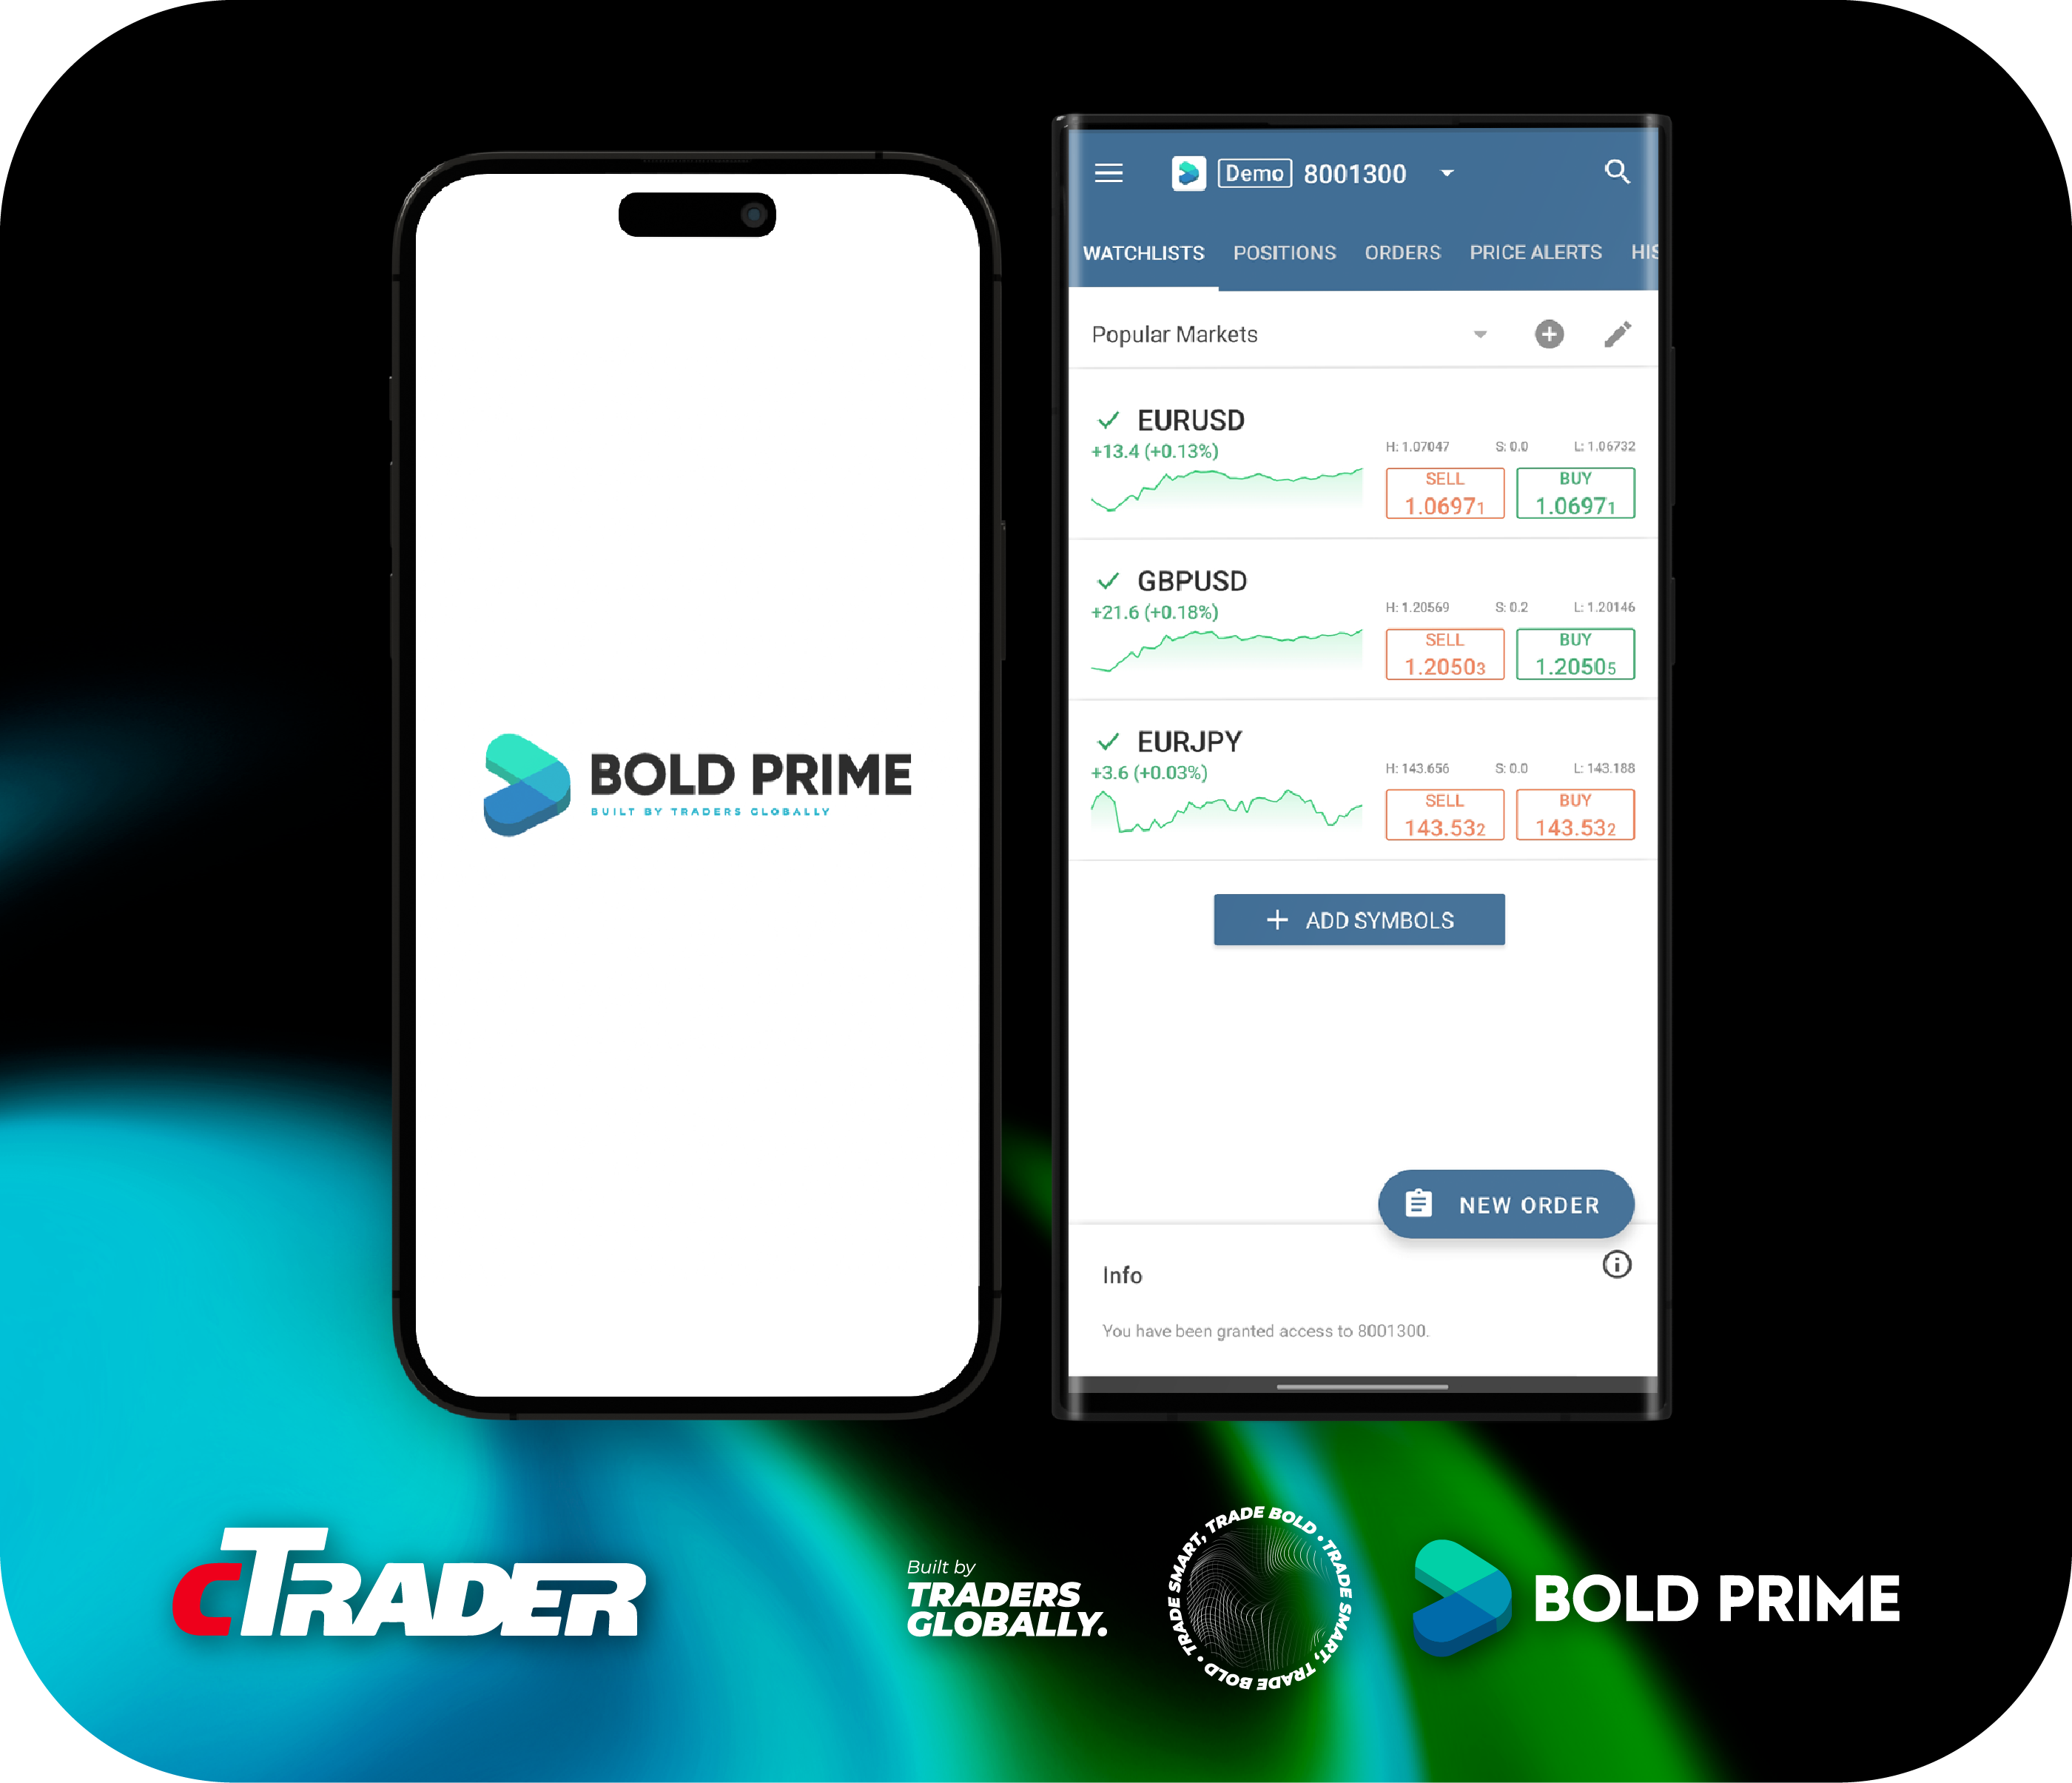 BOLD PRIME
BUILT BY TRADERS GLOBALLY
Demo 8001300
WATCHLISTS POSITIONS ORDERS PRICE ALERTS HIS
Popular Markets
EURUSD
+13.4 (+0.13%)
H: 1.07047 S: 0.0 L: 1.06732
SELL BUY
1.06971 1.06971
GBPUSD
+21.6 (+0.18%)
H: 1.20569 S: 0.2 L: 1.20146
SELL BUY
1.20503 1.20505
EURJPY
+3.6 (+0.03%)
H: 143.656 S: 0.0 L: 143.188
SELL BUY
143.532 143.532
+ ADD SYMBOLS
NEW ORDER
Info
You have been granted access to 8001300.
cTRADER
Built by
TRADERS
GLOBALLY.
TRADE SMART, TRADE BOLD • TRADE SMART, TRADE BOLD •
BOLD PRIME